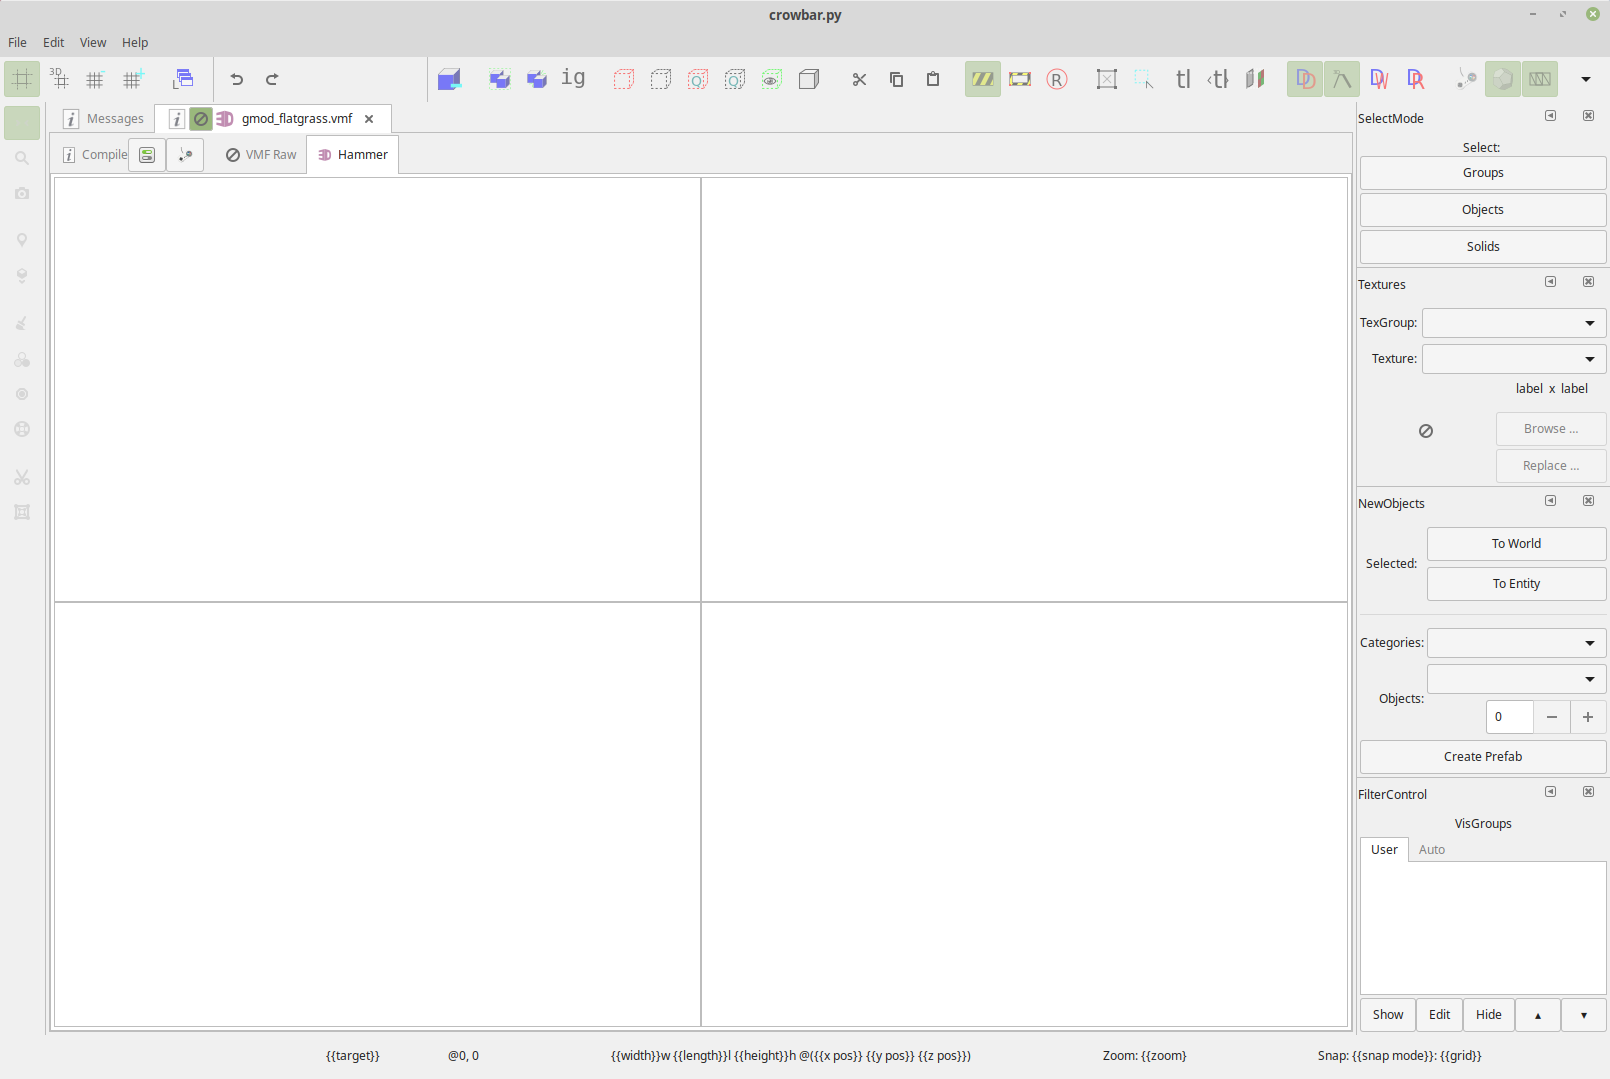 crowbar.py
File Edit View Help
3D ig R tl <tl D W R
Messages gmod_flatgrass.vmf
Compile VMF Raw Hammer
SelectMode
Select:
Groups
Objects
Solids
Textures
TexGroup:
Texture:
label x label
Browse ...
Replace ...
NewObjects
To World
Selected:
To Entity
Categories:
Objects:
0
Create Prefab
FilterControl
VisGroups
User Auto
Show Edit Hide
{{target}} @0, 0 {{width}}w {{length}}l {{height}}h @({{x pos}} {{y pos}} {{z pos}}) Zoom: {{zoom}} Snap: {{snap mode}}: {{grid}}